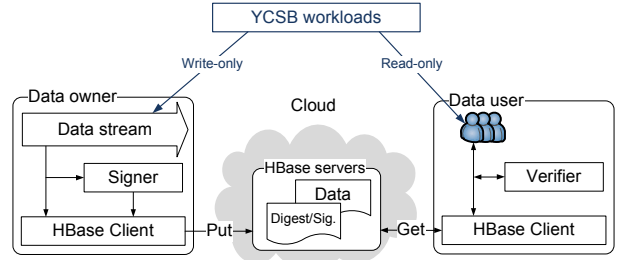 YCSB workloads
Write-only
Read-only
Data owner
Cloud
Data user
Data stream
HBase servers
Signer
Data
Verifier
Digest/Sig.
HBase Client
Put
Get
HBase Client